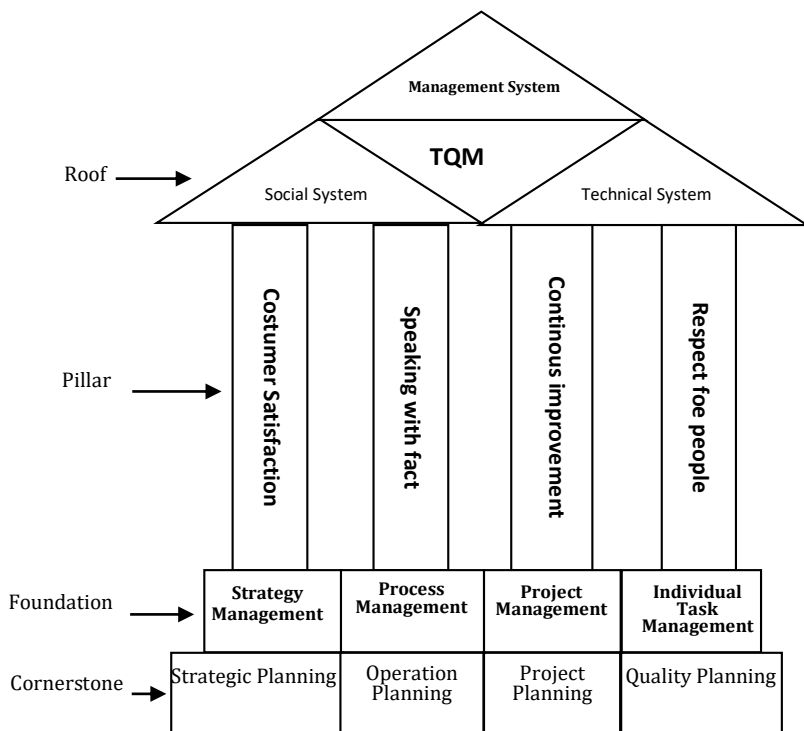 Management System
TQM
Roof
Social System
Technical System
Pillar
Costumer Satisfaction
Speaking with fact
Continous improvement
Respect foe people
Foundation
Strategy
Management
Process
Management
Project
Management
Individual
Task
Management
Cornerstone
Strategic Planning
Operation
Planning
Project
Planning
Quality Planning